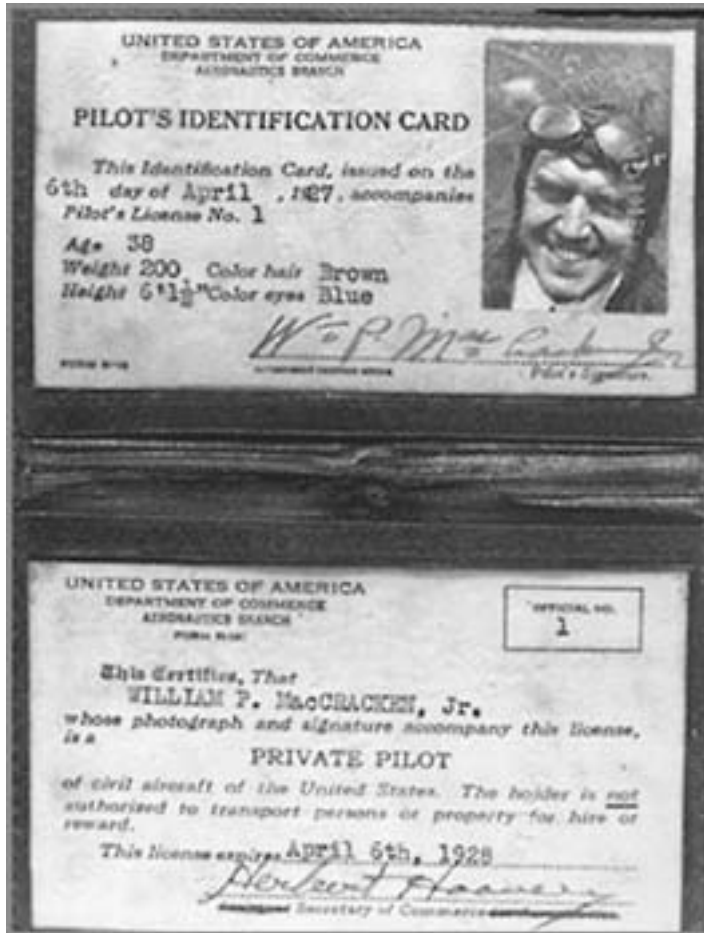 UNITED STATES OF AMERICA
DEPARTMENT OF COMMERCE
AERONAUTICS BRANCH
PILOT'S IDENTIFICATION CARD
This Identification Card, issued on the
6th day of April , 1927, accompanies
Pilot's License No. 1
Age 38
Weight 200 Color hair Brown
Height 6'1½" Color eyes Blue
Wm P. MacCracken Jr
Pilot's Signature.
UNITED STATES OF AMERICA
DEPARTMENT OF COMMERCE
AERONAUTICS BRANCH
OFFICIAL NO.
1
This Certifies, That
WILLIAM P. MacCRACKEN, Jr.
whose photograph and signature accompany this license,
is a
PRIVATE PILOT
of civil aircraft of the United States. The holder is not
authorized to transport persons or property for hire or
reward.
This license expires April 6th, 1928
Herbert Hoover
Secretary of Commerce